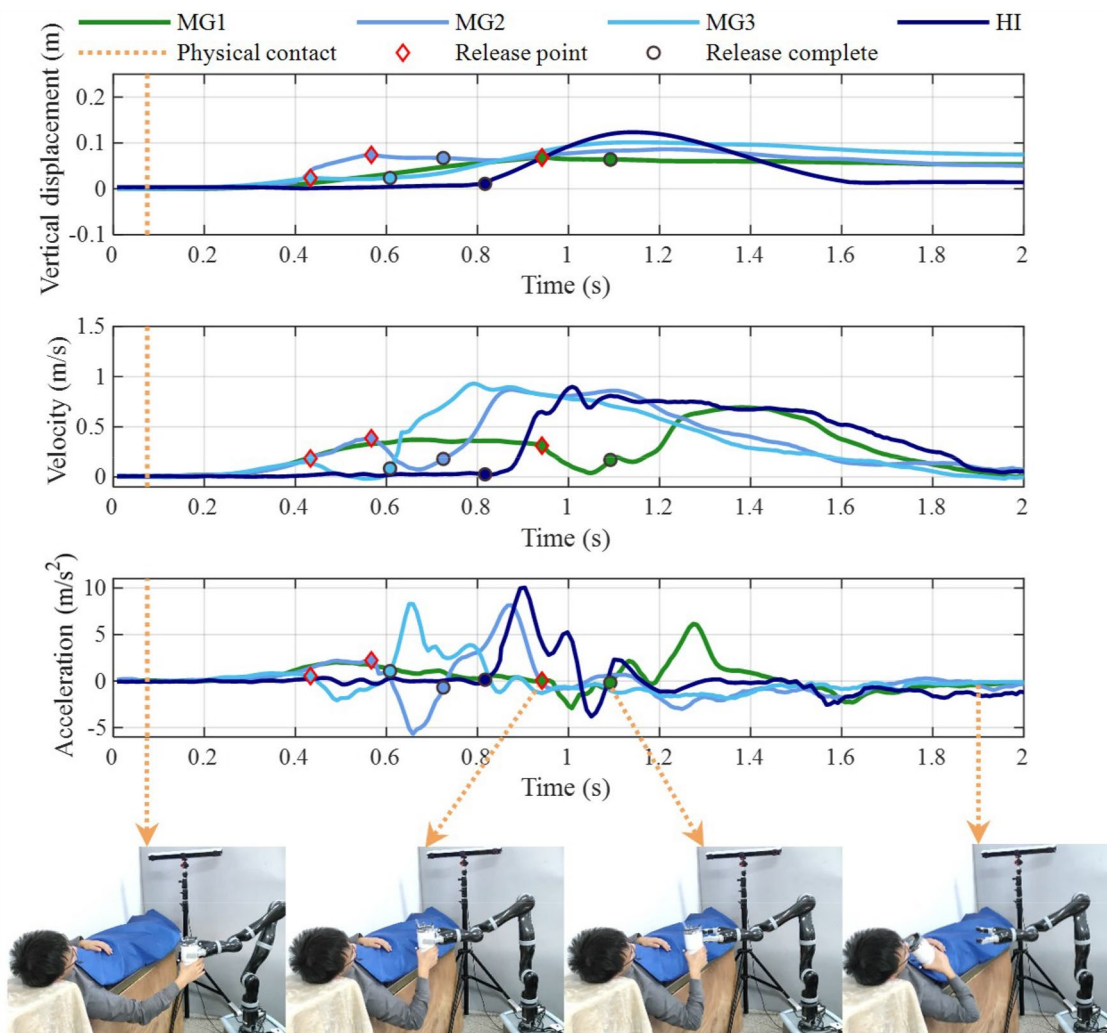 MG1 MG2 MG3 HI
Physical contact Release point Release complete
Vertical displacement (m)
0.2
0.1
0
-0.1
0 0.2 0.4 0.6 0.8 1 1.2 1.4 1.6 1.8 2
Time (s)
Velocity (m/s)
1.5
1
0.5
0
0 0.2 0.4 0.6 0.8 1 1.2 1.4 1.6 1.8 2
Time (s)
Acceleration (m/s²)
10
5
0
-5
0 0.2 0.4 0.6 0.8 1 1.2 1.4 1.6 1.8 2
Time (s)